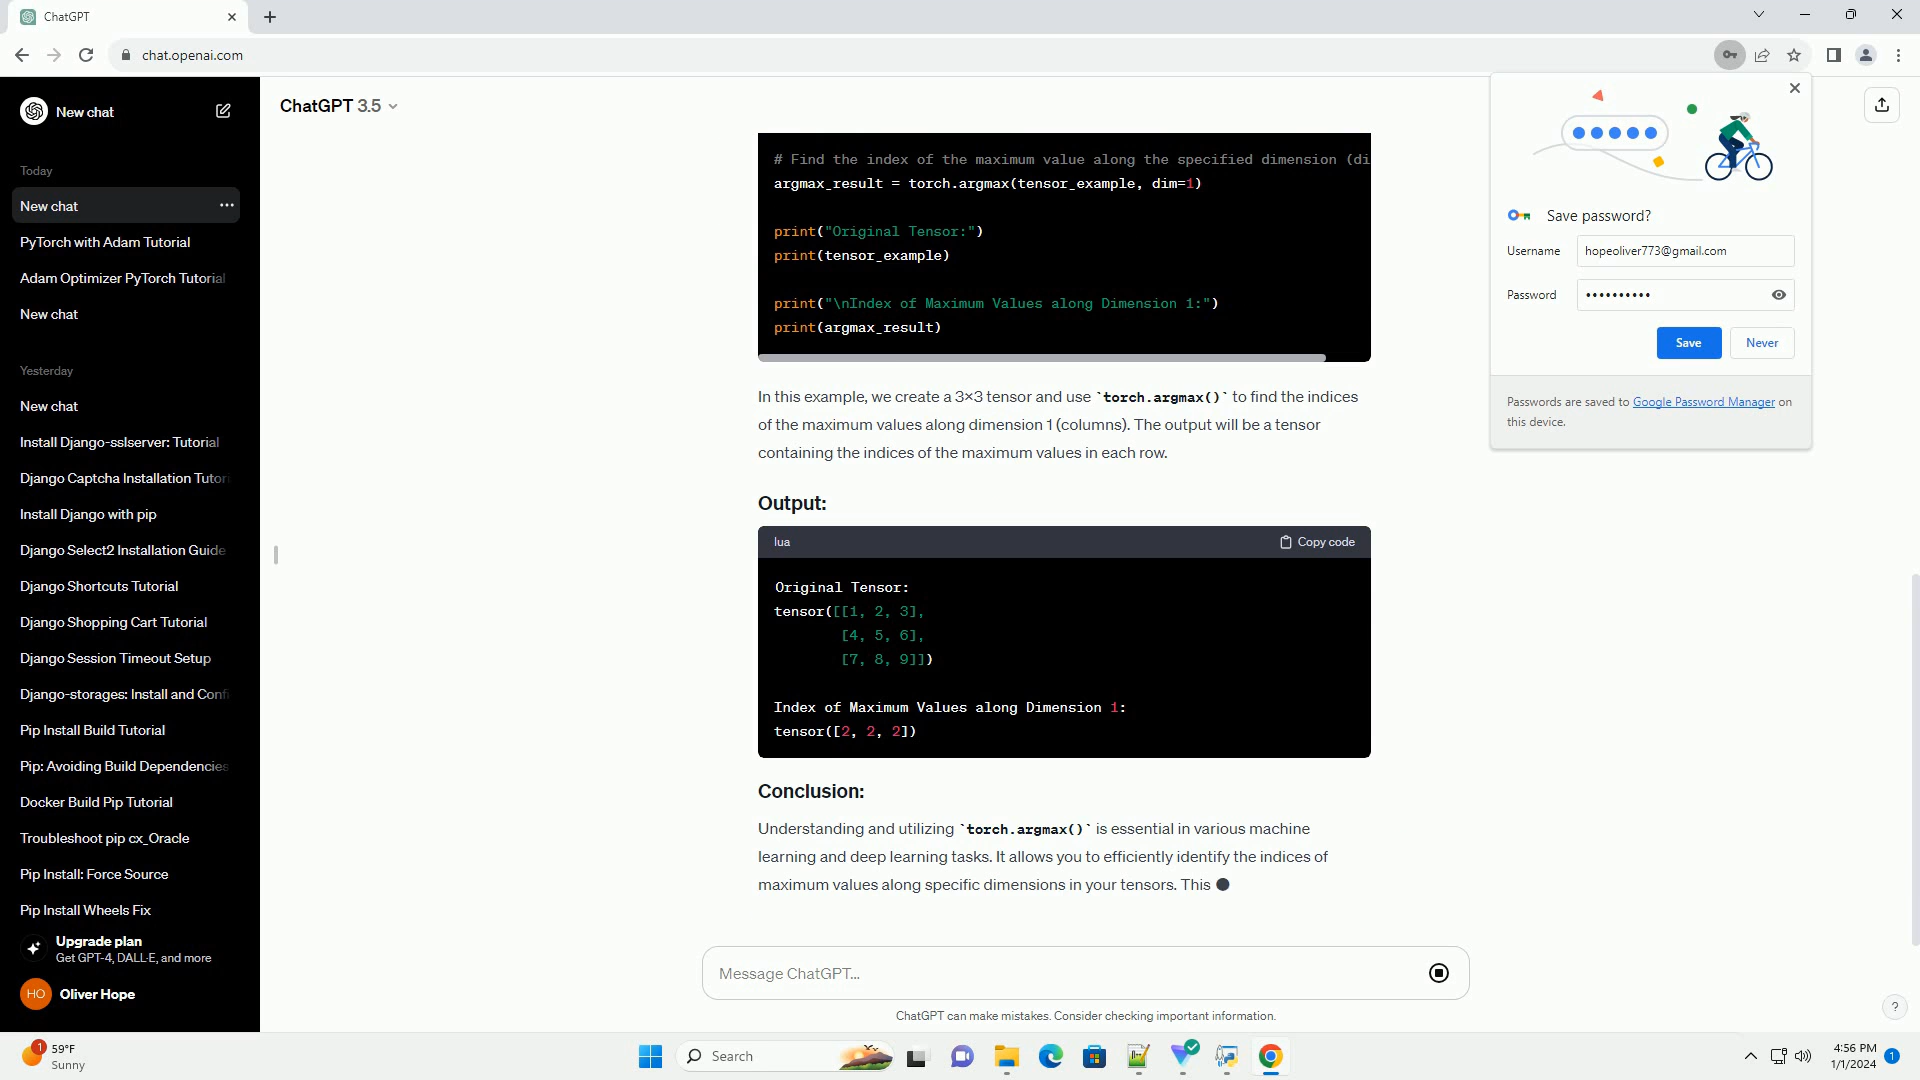 ChatGPT
chat.openai.com
New chat
Today
New chat
PyTorch with Adam Tutorial
Adam Optimizer PyTorch Tutorial
New chat
Yesterday
New chat
Install Django-sslserver: Tutorial
Django Captcha Installation Tutori
Install Django with pip
Django Select2 Installation Guide
Django Shortcuts Tutorial
Django Shopping Cart Tutorial
Django Session Timeout Setup
Django-storages: Install and Confi
Pip Install Build Tutorial
Pip: Avoiding Build Dependencies
Docker Build Pip Tutorial
Troubleshoot pip cx_Oracle
Pip Install: Force Source
Pip Install Wheels Fix
Upgrade plan
Get GPT-4, DALL·E, and more
HO Oliver Hope
ChatGPT 3.5
# Find the index of the maximum value along the specified dimension (di
argmax_result = torch.argmax(tensor_example, dim=1)
print("Original Tensor:")
print(tensor_example)
print("\nIndex of Maximum Values along Dimension 1:")
print(argmax_result)
In this example, we create a 3×3 tensor and use `torch.argmax()` to find the indices
of the maximum values along dimension 1 (columns). The output will be a tensor
containing the indices of the maximum values in each row.
Output:
lua Copy code
Original Tensor:
tensor([[1, 2, 3],
[4, 5, 6],
[7, 8, 9]])
Index of Maximum Values along Dimension 1:
tensor([2, 2, 2])
Conclusion:
Understanding and utilizing `torch.argmax()` is essential in various machine
learning and deep learning tasks. It allows you to efficiently identify the indices of
maximum values along specific dimensions in your tensors. This
Message ChatGPT...
ChatGPT can make mistakes. Consider checking important information.
?
Save password?
Username hopeoliver773@gmail.com
Password ••••••••••
Save Never
Passwords are saved to Google Password Manager on
this device.
1
59°F
Sunny
Search
4:56 PM
1/1/2024
1